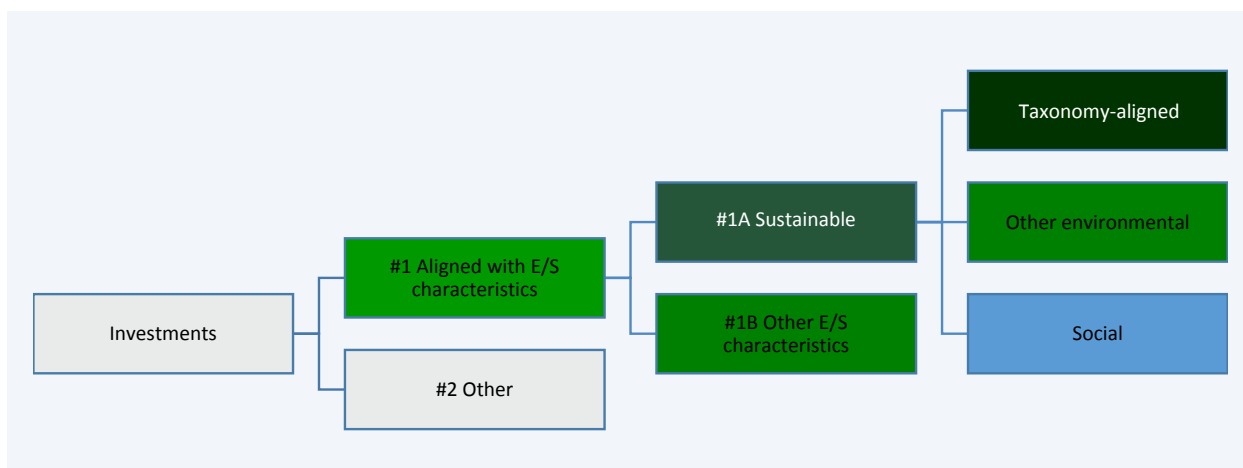 Taxonomy-aligned
#1A Sustainable
Other environmental
#1 Aligned with E/S
characteristics
Investments
#1B Other E/S
characteristics
Social
#2 Other